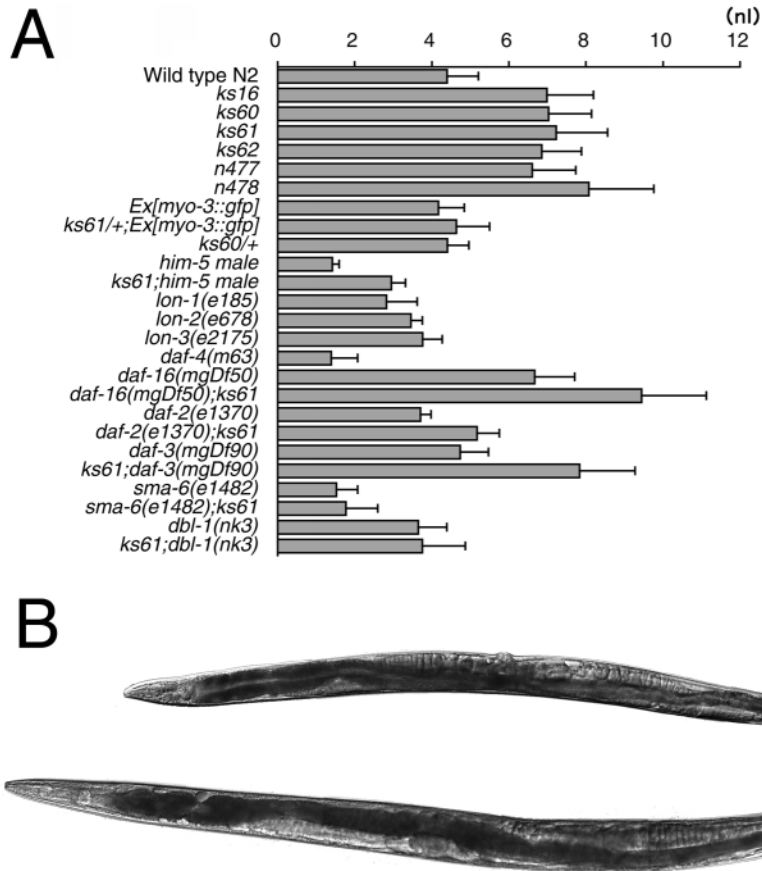 A
(nl)
0 2 4 6 8 10 12
Wild type N2
ks16
ks60
ks61
ks62
n477
n478
Ex[myo-3::gfp]
ks61/+;Ex[myo-3::gfp]
ks60/+
him-5 male
ks61;him-5 male
lon-1(e185)
lon-2(e678)
lon-3(e2175)
daf-4(m63)
daf-16(mgDf50)
daf-16(mgDf50);ks61
daf-2(e1370)
daf-2(e1370);ks61
daf-3(mgDf90)
ks61;daf-3(mgDf90)
sma-6(e1482)
sma-6(e1482);ks61
dbl-1(nk3)
ks61;dbl-1(nk3)
B